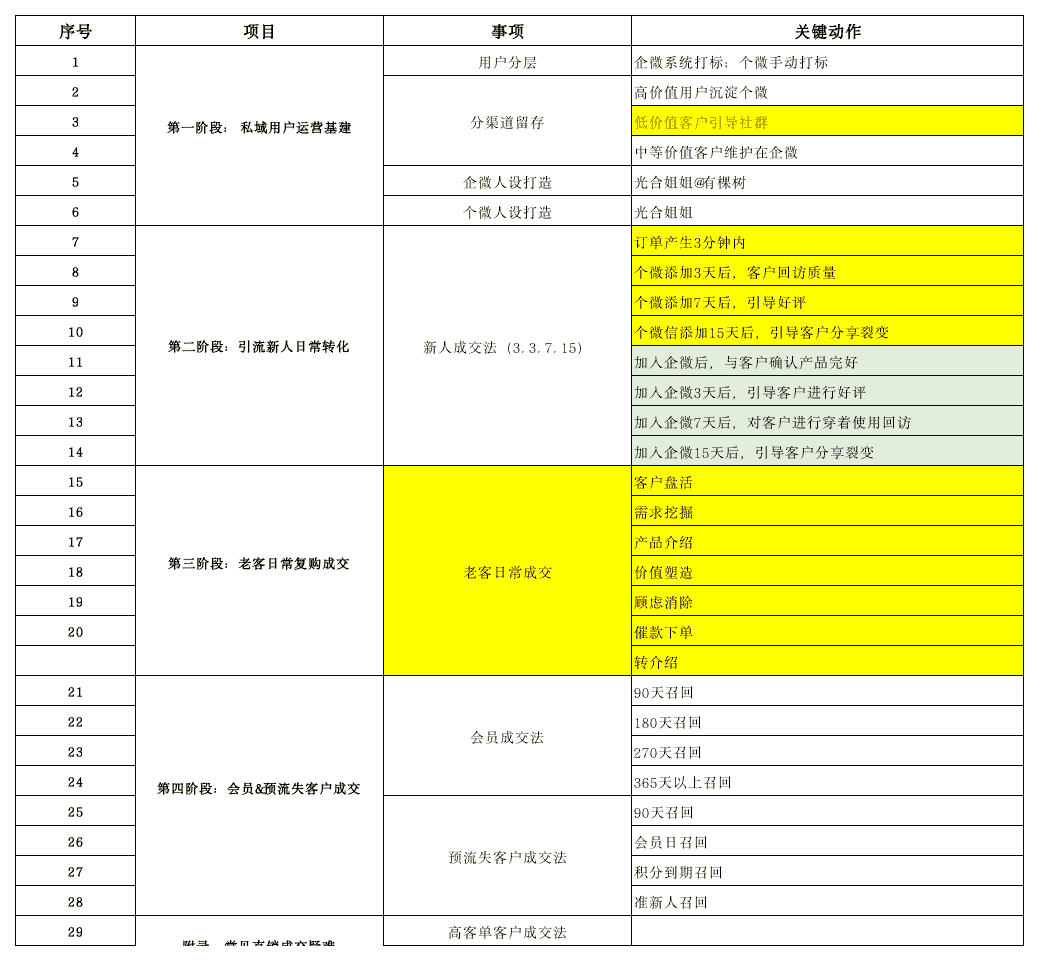 序号 项目 事项 关键动作
1 第一阶段： 私域用户运营基建 用户分层 企微系统打标；个微手动打标
2 分渠道留存 高价值用户沉淀个微
3 低价值客户引导社群
4 中等价值客户维护在企微
5 企微人设打造 光合姐姐@有棵树
6 个微人设打造 光合姐姐
7 第二阶段：引流新人日常转化 新人成交法（3.3.7.15） 订单产生3分钟内
8 个微添加3天后，客户回访质量
9 个微添加7天后，引导好评
10 个微信添加15天后，引导客户分享裂变
11 加入企微后，与客户确认产品完好
12 加入企微3天后，引导客户进行好评
13 加入企微7天后，对客户进行穿着使用回访
14 加入企微15天后，引导客户分享裂变
15 第三阶段：老客日常复购成交 老客日常成交 客户盘活
16 需求挖掘
17 产品介绍
18 价值塑造
19 顾虑消除
20 催款下单
转介绍
21 第四阶段：会员&预流失客户成交 会员成交法 90天召回
22 180天召回
23 270天召回
24 365天以上召回
25 预流失客户成交法 90天召回
26 会员日召回
27 积分到期召回
28 准新人召回
29 附录：常见直销成交疑难 高客单客户成交法